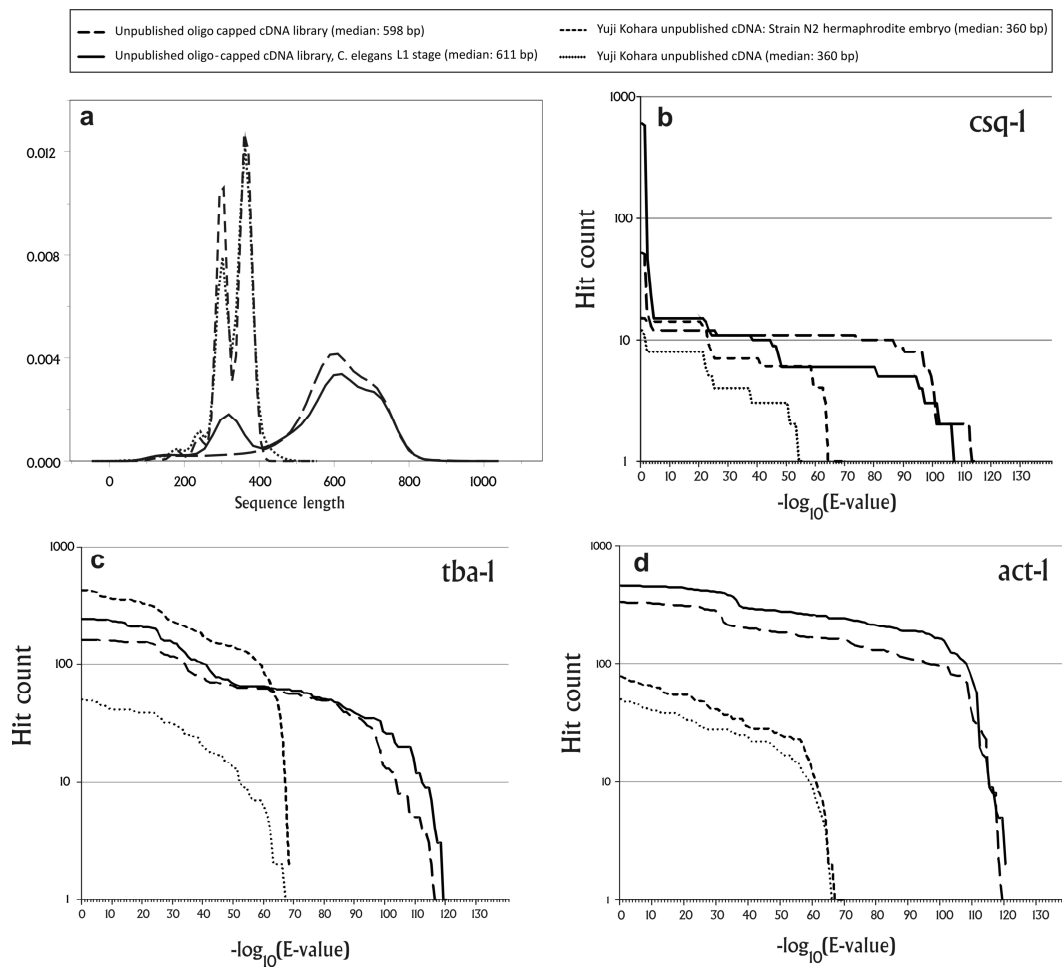 Unpublished oligo capped cDNA library (median: 598 bp)
Unpublished oligo-capped cDNA library, C. elegans L1 stage (median: 611 bp)
Yuji Kohara unpublished cDNA: Strain N2 hermaphrodite embryo (median: 360 bp)
Yuji Kohara unpublished cDNA (median: 360 bp)
a
0.012
0.008
0.004
0.000
0 200 400 600 800 1000
Sequence length
b
csq-1
Hit count
1000
100
10
1
0 10 20 30 40 50 60 70 80 90 100 110 120 130
-log10(E-value)
c
tba-1
Hit count
1000
100
10
1
0 10 20 30 40 50 60 70 80 90 100 110 120 130
-log10(E-value)
d
act-1
Hit count
1000
100
10
1
0 10 20 30 40 50 60 70 80 90 100 110 120 130
-log10(E-value)